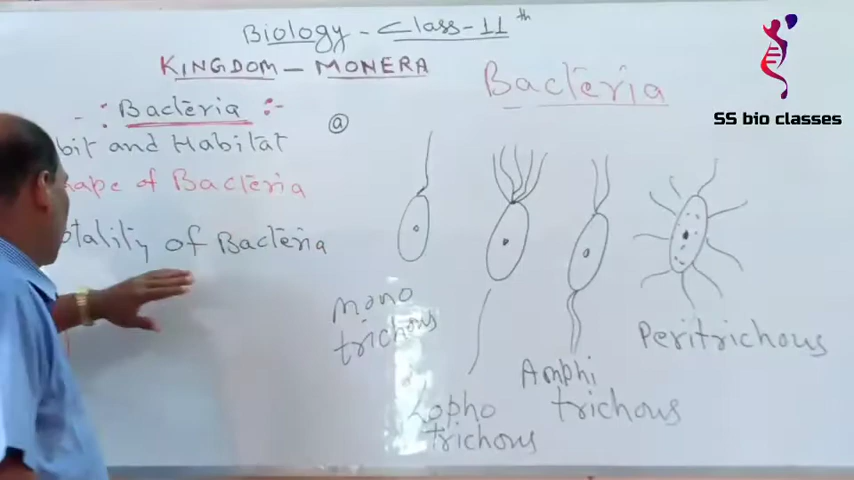 Biology - Class-11th
KINGDOM - MONERA
Bacteria
SS bio classes
-: Bacteria :-
bit and Habitat
ⓐ
hape of Bacteria
otality of Bacteria
mono
trichous
Lopho
trichous
Amphi
trichous
Peritrichous